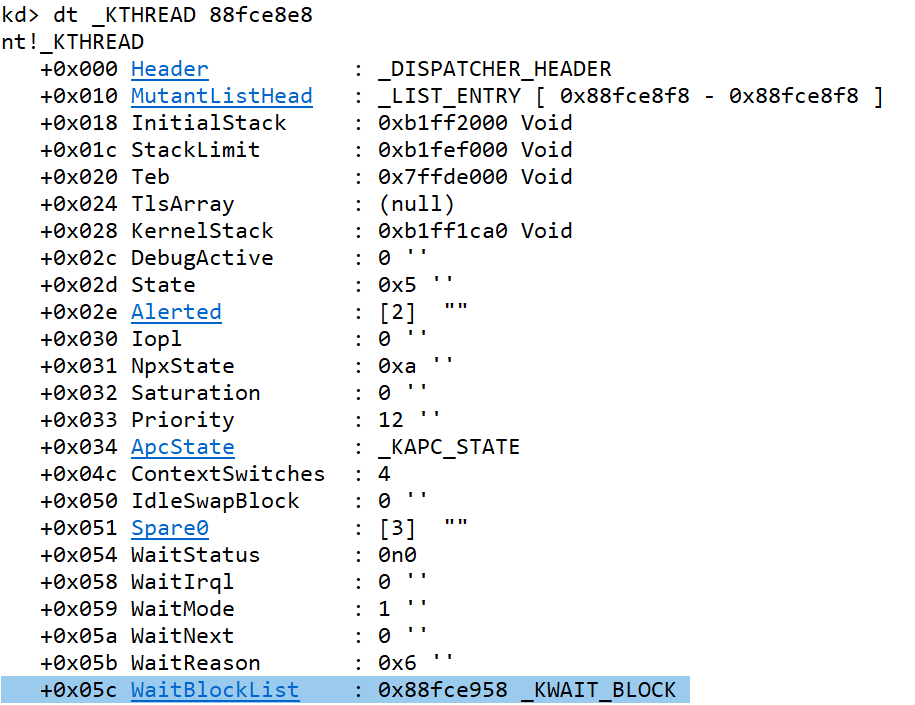 kd> dt _KTHREAD 88fce8e8
nt!_KTHREAD
   +0x000 Header           : _DISPATCHER_HEADER
   +0x010 MutantListHead   : _LIST_ENTRY [ 0x88fce8f8 - 0x88fce8f8 ]
   +0x018 InitialStack     : 0xb1ff2000 Void
   +0x01c StackLimit       : 0xb1fef000 Void
   +0x020 Teb              : 0x7ffde000 Void
   +0x024 TlsArray         : (null)
   +0x028 KernelStack      : 0xb1ff1ca0 Void
   +0x02c DebugActive      : 0 ''
   +0x02d State            : 0x5 ''
   +0x02e Alerted          : [2]  ""
   +0x030 Iopl             : 0 ''
   +0x031 NpxState         : 0xa ''
   +0x032 Saturation       : 0 ''
   +0x033 Priority         : 12 ''
   +0x034 ApcState         : _KAPC_STATE
   +0x04c ContextSwitches  : 4
   +0x050 IdleSwapBlock    : 0 ''
   +0x051 Spare0           : [3]  ""
   +0x054 WaitStatus       : 0n0
   +0x058 WaitIrql         : 0 ''
   +0x059 WaitMode         : 1 ''
   +0x05a WaitNext         : 0 ''
   +0x05b WaitReason       : 0x6 ''
   +0x05c WaitBlockList    : 0x88fce958 _KWAIT_BLOCK